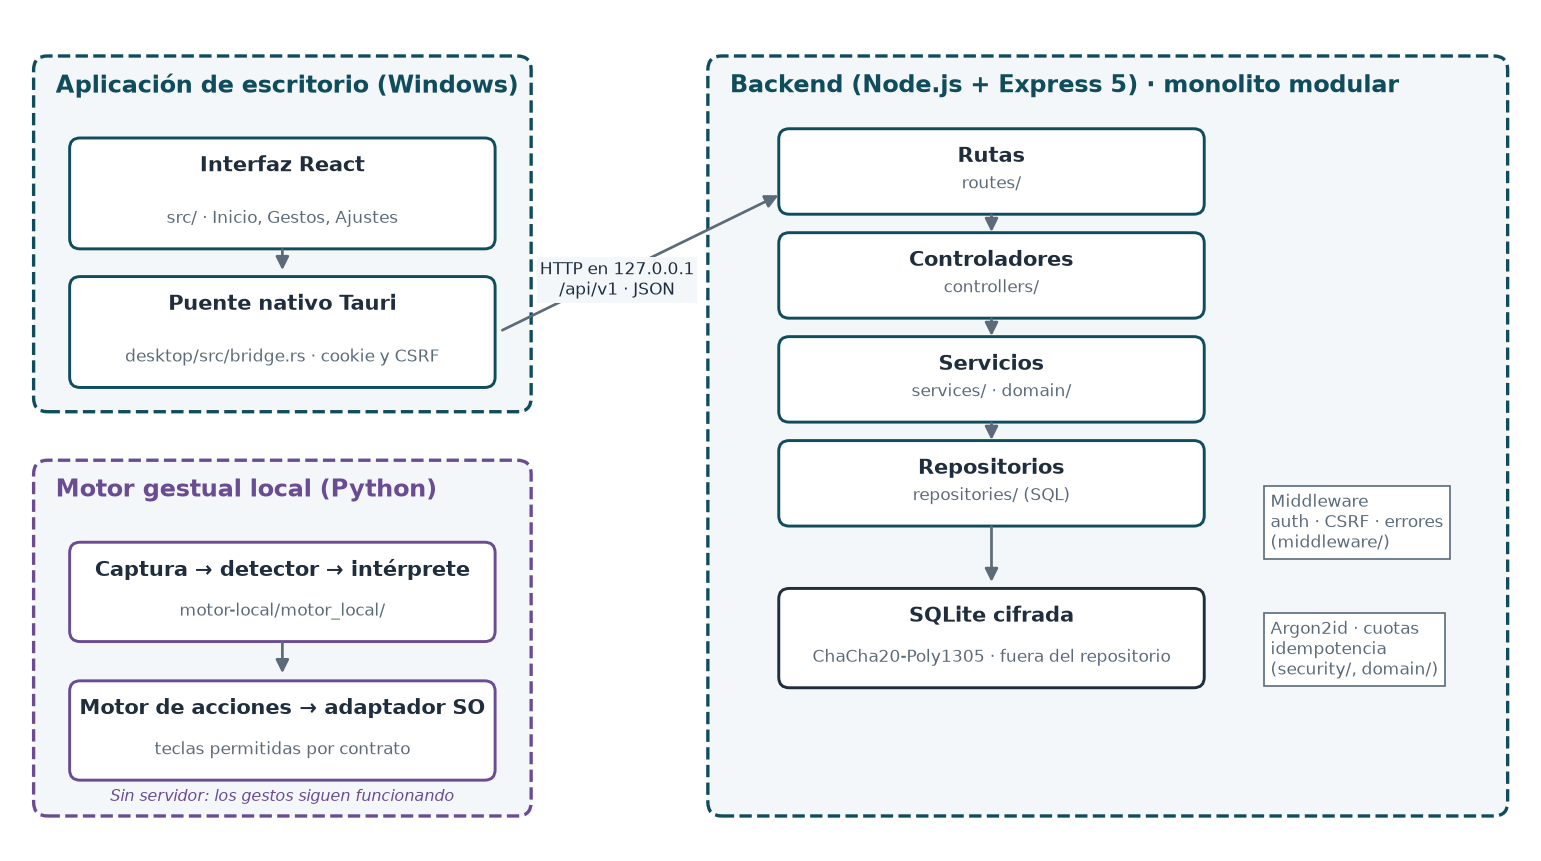 Aplicación de escritorio (Windows)
Interfaz React
src/ · Inicio, Gestos, Ajustes
Puente nativo Tauri
desktop/src/bridge.rs · cookie y CSRF
HTTP en 127.0.0.1
/api/v1 · JSON
Motor gestual local (Python)
Captura → detector → intérprete
motor-local/motor_local/
Motor de acciones → adaptador SO
teclas permitidas por contrato
Sin servidor: los gestos siguen funcionando
Backend (Node.js + Express 5) · monolito modular
Rutas
routes/
Controladores
controllers/
Servicios
services/ · domain/
Repositorios
repositories/ (SQL)
SQLite cifrada
ChaCha20-Poly1305 · fuera del repositorio
Middleware
auth · CSRF · errores
(middleware/)
Argon2id · cuotas
idempotencia
(security/, domain/)